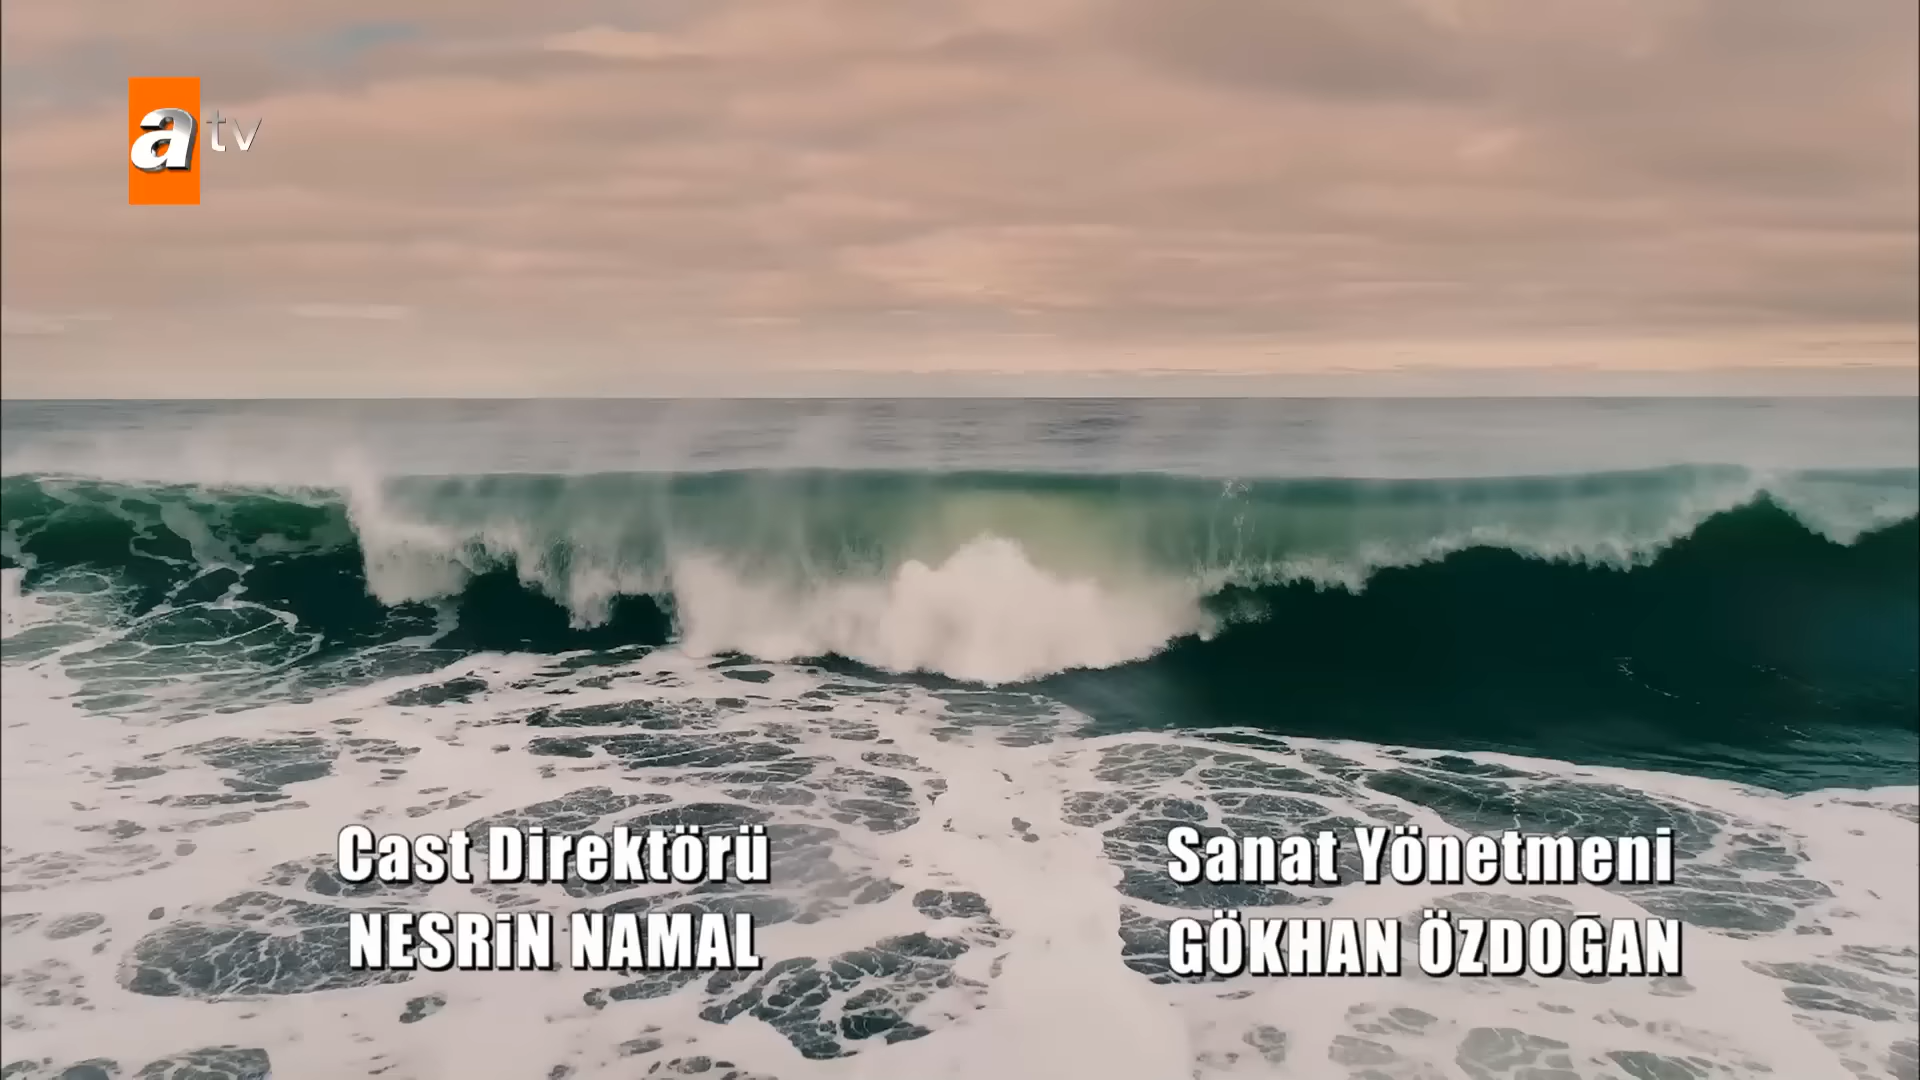 atv
Cast Direktörü
NESRiN NAMAL
Sanat Yönetmeni
GÖKHAN ÖZDOĞAN